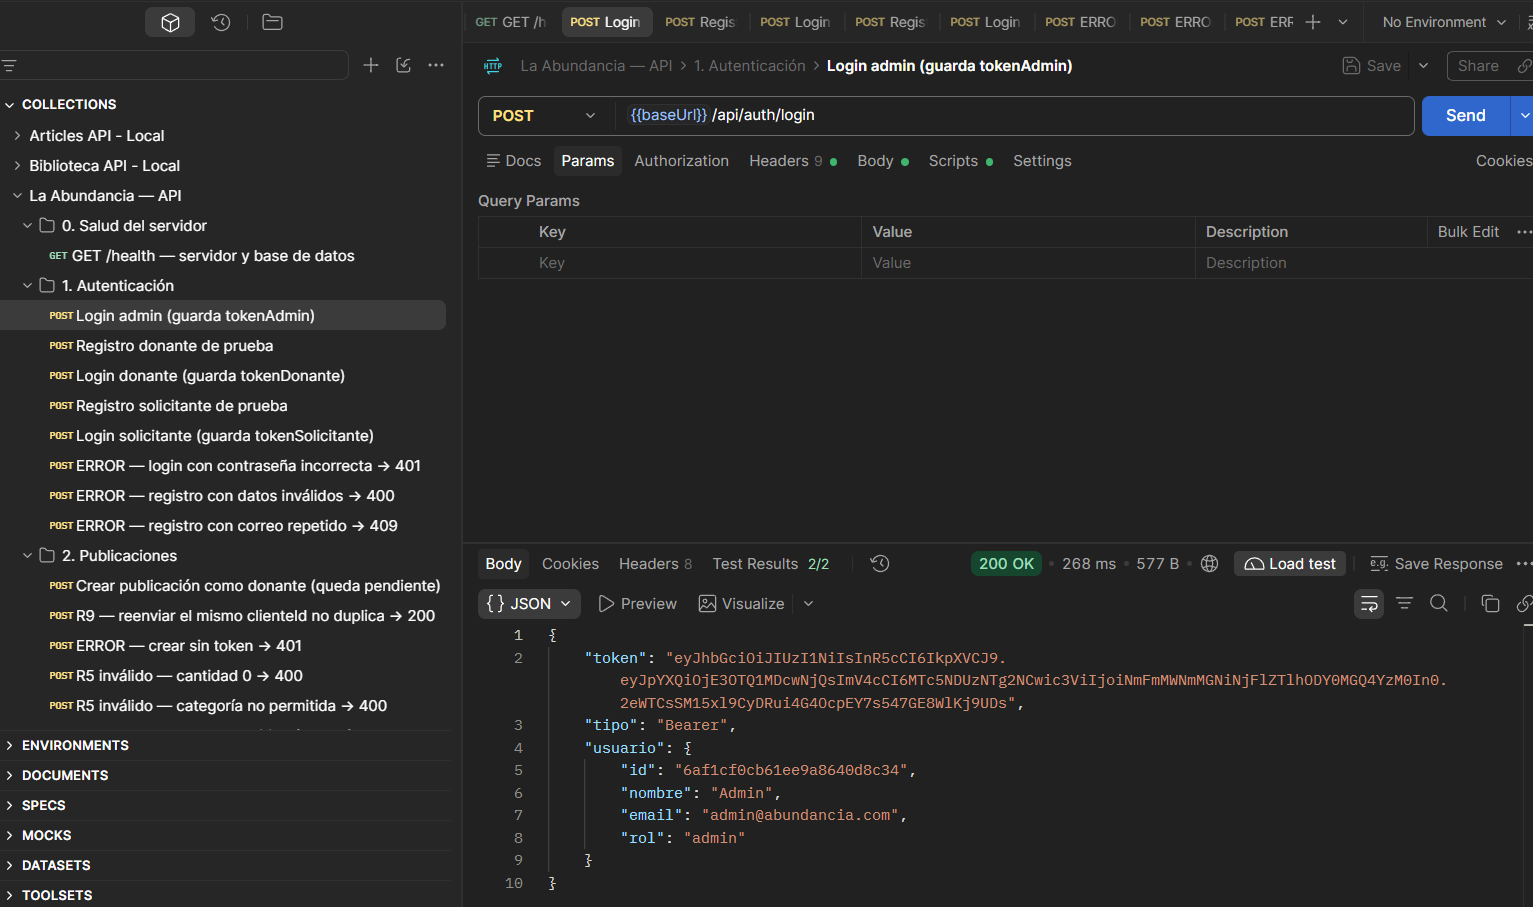 GET GET /h POST Login POST Regis POST Login POST Regis POST Login POST ERRO POST ERRO POST ERR No Environment
HTTP La Abundancia — API > 1. Autenticación > Login admin (guarda tokenAdmin) Save Share
COLLECTIONS
Articles API - Local
Biblioteca API - Local
La Abundancia — API
0. Salud del servidor
GET GET /health — servidor y base de datos
1. Autenticación
POST Login admin (guarda tokenAdmin)
POST Registro donante de prueba
POST Login donante (guarda tokenDonante)
POST Registro solicitante de prueba
POST Login solicitante (guarda tokenSolicitante)
POST ERROR — login con contraseña incorrecta → 401
POST ERROR — registro con datos inválidos → 400
POST ERROR — registro con correo repetido → 409
2. Publicaciones
POST Crear publicación como donante (queda pendiente)
POST R9 — reenviar el mismo clienteId no duplica → 200
POST ERROR — crear sin token → 401
POST R5 inválido — cantidad 0 → 400
POST R5 inválido — categoría no permitida → 400
ENVIRONMENTS
DOCUMENTS
SPECS
MOCKS
DATASETS
TOOLSETS
POST {{baseUrl}} /api/auth/login Send
Docs Params Authorization Headers 9 Body Scripts Settings Cookies
Query Params
Key Value Description Bulk Edit
Key Value Description
Body Cookies Headers 8 Test Results 2/2 200 OK 268 ms 577 B Load test e.g. Save Response
{} JSON Preview Visualize
1 {
2 "token": "eyJhbGciOiJIUzI1NiIsInR5cCI6IkpXVCJ9.
eyJpYXQiOjE3OTQ1MDcwNjQsImV4cCI6MTc5NDUzNTg2NCwic3ViIjoiNmFmMWNmMGNiNjFlZTlhODY0MGQ4YzM0In0.
2eWTCsSM15xl9CyDRui4G4OcpEY7s547GE8WlKj9UDs",
3 "tipo": "Bearer",
4 "usuario": {
5 "id": "6af1cf0cb61ee9a8640d8c34",
6 "nombre": "Admin",
7 "email": "admin@abundancia.com",
8 "rol": "admin"
9 }
10 }